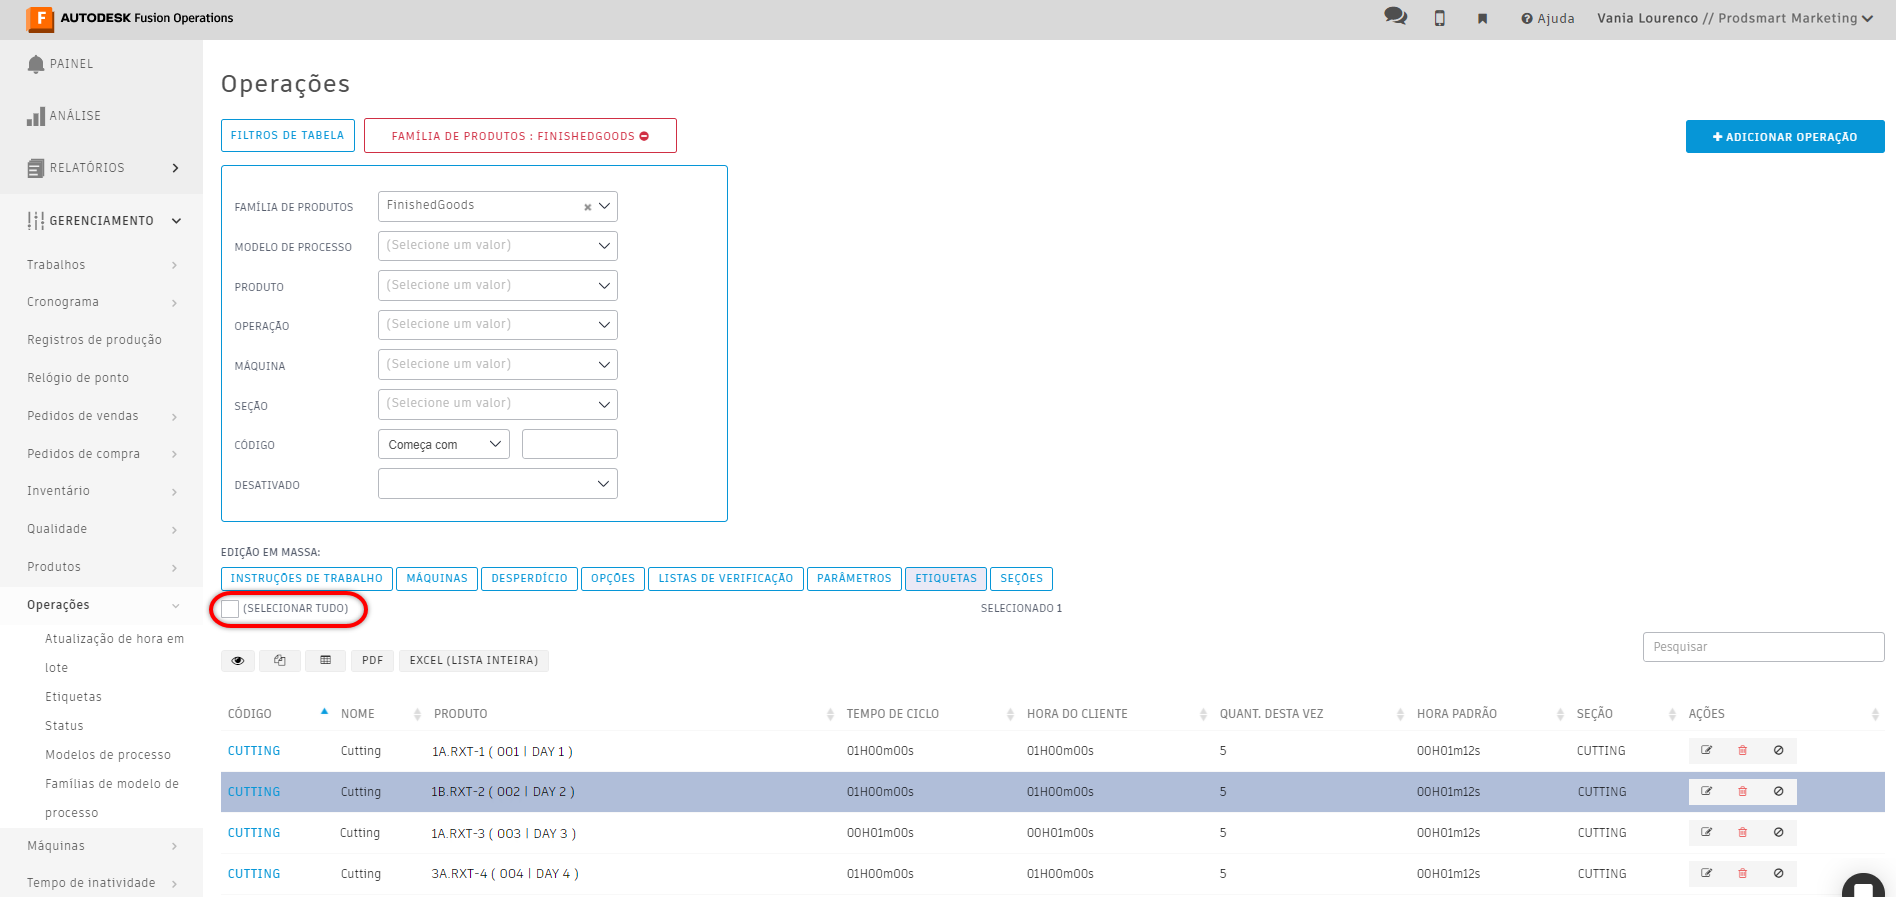 F AUTODESK Fusion Operations
Ajuda
Vania Lourenco // Prodsmart Marketing
PAINEL
ANÁLISE
RELATÓRIOS
GERENCIAMENTO
Trabalhos
Cronograma
Registros de produção
Relógio de ponto
Pedidos de vendas
Pedidos de compra
Inventário
Qualidade
Produtos
Operações
Atualização de hora em
lote
Etiquetas
Status
Modelos de processo
Famílias de modelo de
processo
Máquinas
Tempo de inatividade
Operações
FILTROS DE TABELA
FAMÍLIA DE PRODUTOS : FINISHEDGOODS
ADICIONAR OPERAÇÃO
FAMÍLIA DE PRODUTOS FinishedGoods
MODELO DE PROCESSO (Selecione um valor)
PRODUTO (Selecione um valor)
OPERAÇÃO (Selecione um valor)
MÁQUINA (Selecione um valor)
SEÇÃO (Selecione um valor)
CÓDIGO Começa com
DESATIVADO
EDIÇÃO EM MASSA:
INSTRUÇÕES DE TRABALHO MÁQUINAS DESPERDÍCIO OPÇÕES LISTAS DE VERIFICAÇÃO PARÂMETROS ETIQUETAS SEÇÕES
(SELECIONAR TUDO) SELECIONADO 1
Pesquisar
PDF EXCEL (LISTA INTEIRA)
CÓDIGO NOME PRODUTO TEMPO DE CICLO HORA DO CLIENTE QUANT. DESTA VEZ HORA PADRÃO SEÇÃO AÇÕES
CUTTING Cutting 1A.RXT-1 ( 001 | DAY 1 ) 01H00m00s 01H00m00s 5 00H01m12s CUTTING
CUTTING Cutting 1B.RXT-2 ( 002 | DAY 2 ) 01H00m00s 01H00m00s 5 00H01m12s CUTTING
CUTTING Cutting 1A.RXT-3 ( 003 | DAY 3 ) 00H01m00s 00H01m00s 5 00H01m12s CUTTING
CUTTING Cutting 3A.RXT-4 ( 004 | DAY 4 ) 01H00m00s 01H00m00s 5 00H01m12s CUTTING